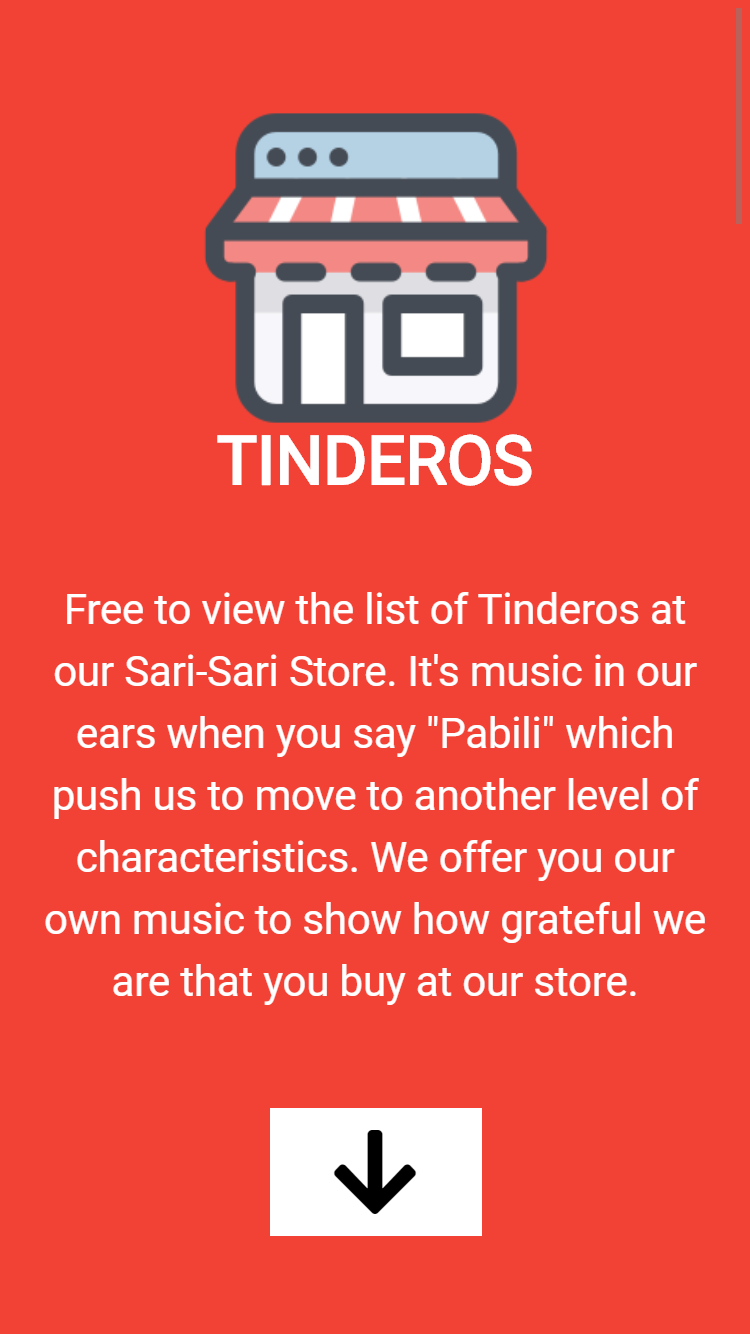 TINDEROS
Free to view the list of Tinderos at
our Sari-Sari Store. It's music in our
ears when you say "Pabili" which
push us to move to another level of
characteristics. We offer you our
own music to show how grateful we
are that you buy at our store.